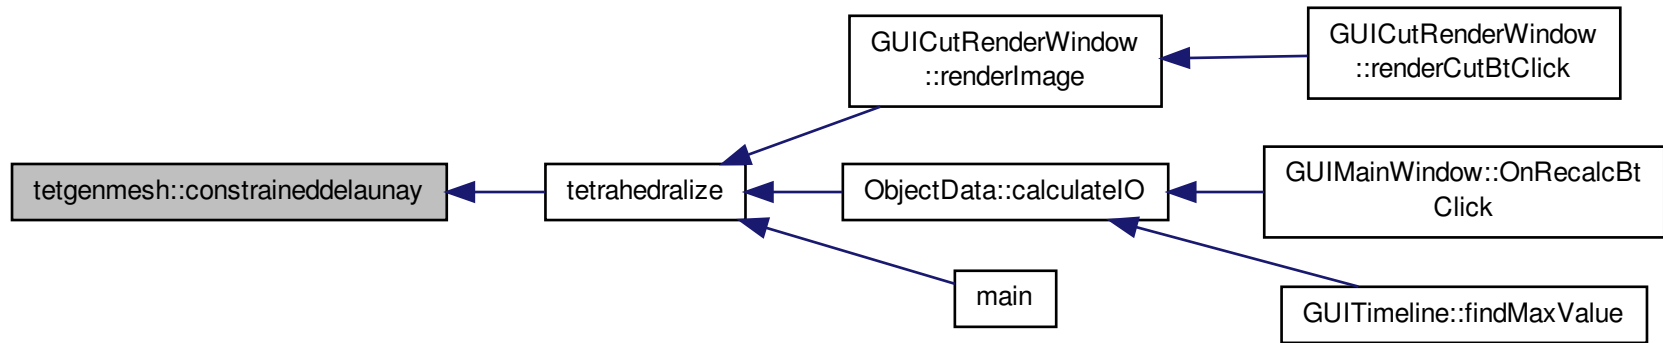 tetgenmesh::constraineddelaunay
tetrahedralize
GUICutRenderWindow
::renderImage
GUICutRenderWindow
::renderCutBtClick
ObjectData::calculateIO
GUIMainWindow::OnRecalcBt
Click
main
GUITimeline::findMaxValue